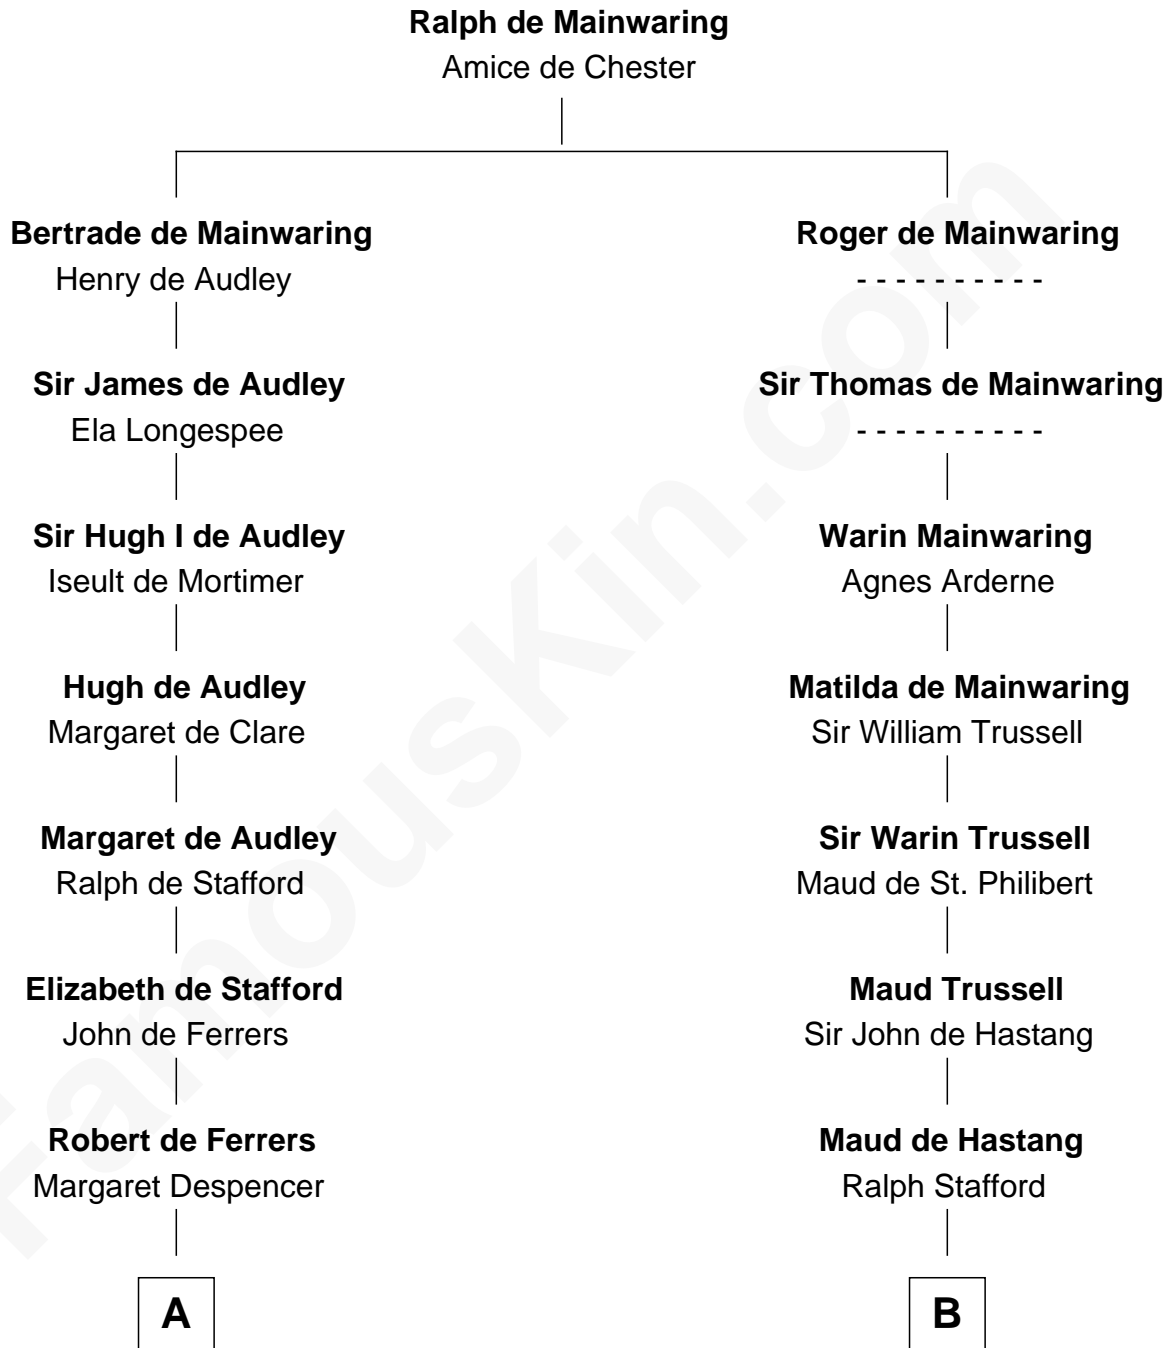 Ralph de Mainwaring
Amice de Chester
Bertrade de Mainwaring
Henry de Audley
Roger de Mainwaring
- - - - - - - - - -
Sir James de Audley
Ela Longespee
Sir Thomas de Mainwaring
- - - - - - - - - -
Sir Hugh I de Audley
Iseult de Mortimer
Warin Mainwaring
Agnes Arderne
Hugh de Audley
Margaret de Clare
Matilda de Mainwaring
Sir William Trussell
Margaret de Audley
Ralph de Stafford
Sir Warin Trussell
Maud de St. Philibert
Elizabeth de Stafford
John de Ferrers
Maud Trussell
Sir John de Hastang
Robert de Ferrers
Margaret Despencer
Maud de Hastang
Ralph Stafford
A
B
FamousKin.com